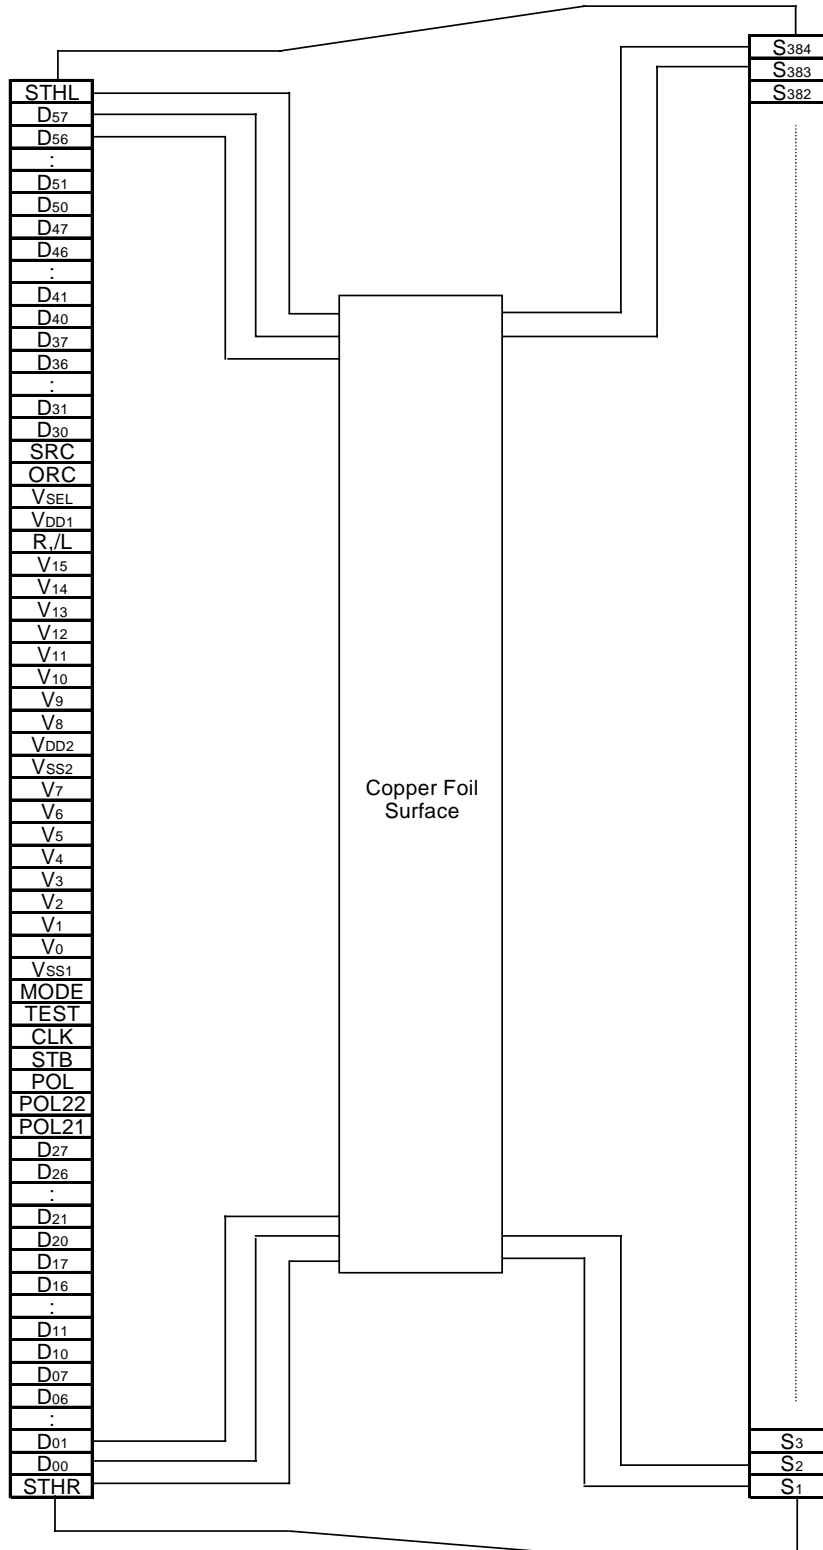 STHL
D57
D56
:
D51
D50
D47
D46
:
D41
D40
D37
D36
:
D31
D30
SRC
ORC
VSEL
VDD1
R,/L
V15
V14
V13
V12
V11
V10
V9
V8
VDD2
VSS2
V7
V6
V5
V4
V3
V2
V1
V0
VSS1
MODE
TEST
CLK
STB
POL
POL22
POL21
D27
D26
:
D21
D20
D17
D16
:
D11
D10
D07
D06
:
D01
D00
STHR
Copper Foil
Surface
S384
S383
S382
S3
S2
S1